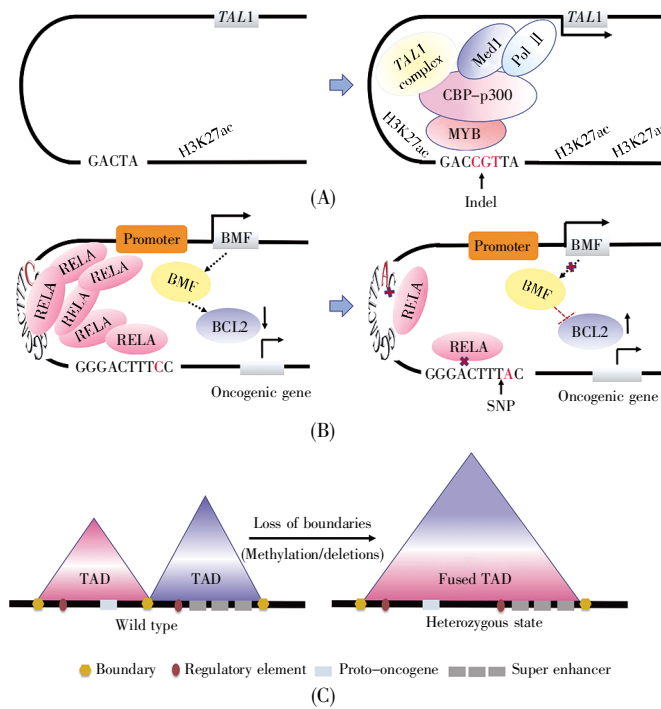 TAL1
H3K27ac
GACTA
TAL1 complex
Med1
Pol II
CBP-p300
MYB
TAL1
H3K27ac
GACCGTTA
H3K27ac
H3K27ac
Indel
(A)
Promoter
BMF
RELA
RELA
RELA
RELA
RELA
RELA
BMF
BCL2
GGGACTTTCC
Oncogenic gene
Promoter
BMF
RELA
BMF
BCL2
RELA
GGGACTTTAC
SNP
Oncogenic gene
(B)
TAD
TAD
Wild type
Loss of boundaries
(Methylation/deletions)
Fused TAD
Heterozygous state
Boundary
Regulatory element
Proto-oncogene
Super enhancer
(C)